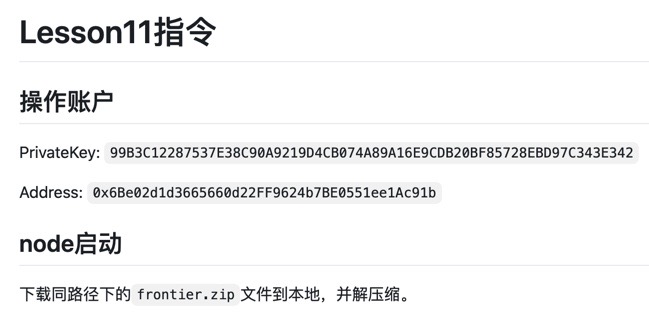 Lesson11指令
操作账户
PrivateKey: 99B3C12287537E38C90A9219D4CB074A89A16E9CDB20BF85728EBD97C343E342
Address: 0x6Be02d1d3665660d22FF9624b7BE0551ee1Ac91b
node启动
下载同路径下的 frontier.zip 文件到本地，并解压缩。